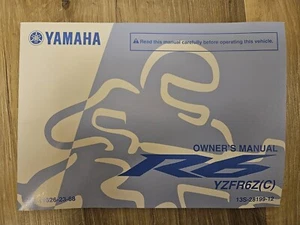 YAMAHA
Read this manual carefully before operating this vehicle.
OWNER'S MANUAL
R6
YZFR6Z(C)